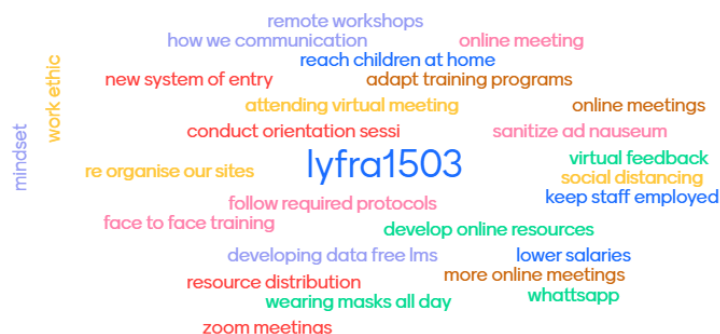 remote workshops
how we communication
online meeting
reach children at home
work ethic
new system of entry
adapt training programs
attending virtual meeting
online meetings
mindset
conduct orientation sessi
sanitize ad nauseum
lyfra1503
virtual feedback
re organise our sites
social distancing
keep staff employed
follow required protocols
face to face training
develop online resources
developing data free lms
lower salaries
resource distribution
more online meetings
wearing masks all day
whattsapp
zoom meetings